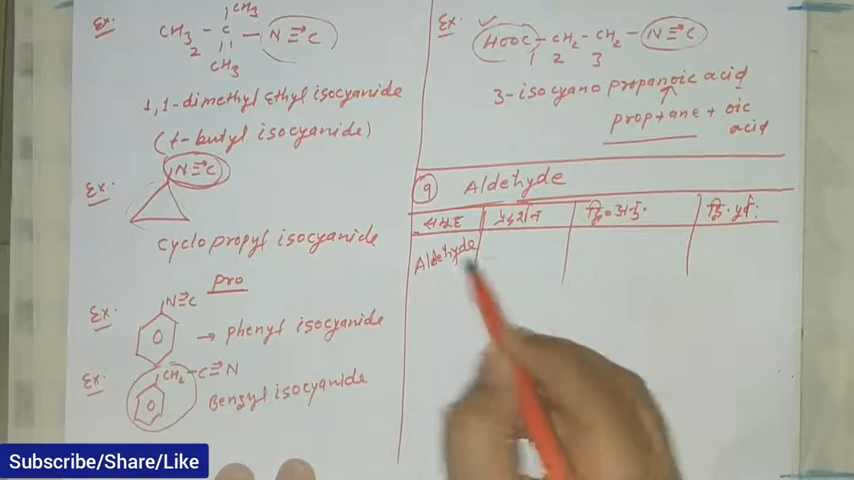 Ex:
CH₃
CH₃ - C - N≡C
2
CH₃
1,1-dimethyl Ethyl isocyanide
(t-butyl isocyanide)
Ex:
N≡C
cyclopropyl isocyanide
pro
Ex:
N≡C
→ phenyl isocyanide
Ex:
CH₂-C≡N
Benzyl isocyanide
Ex:
HOOC-CH₂-CH₂-N≡C
1 2 3
3-isocyano propanoic acid
prop+ane + oic
acid
9 Aldehyde
Aldehyde
Subscribe/Share/Like